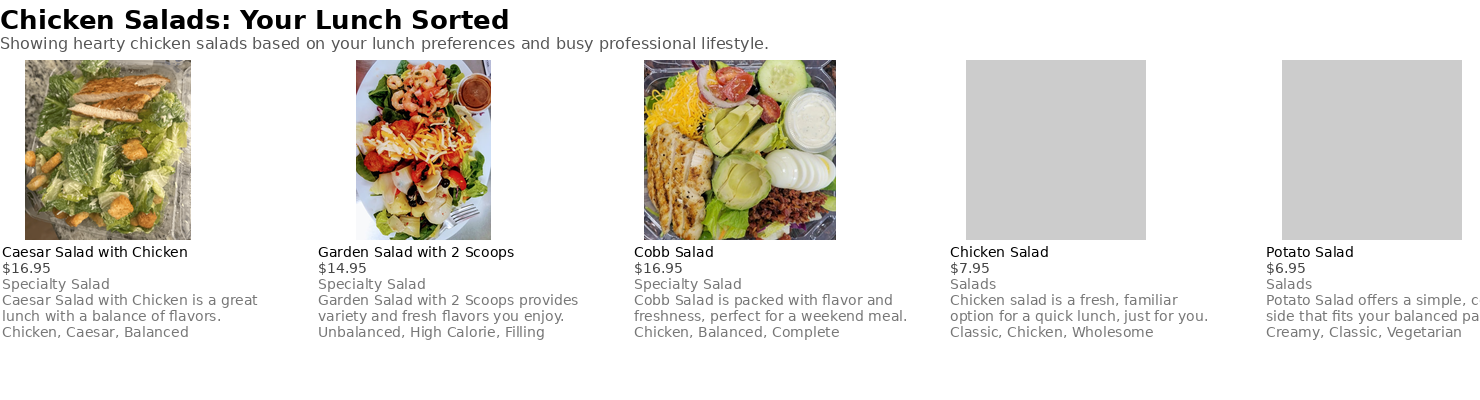 Chicken Salads: Your Lunch Sorted
Showing hearty chicken salads based on your lunch preferences and busy professional lifestyle.
Caesar Salad with Chicken
$16.95
Specialty Salad
Caesar Salad with Chicken is a great
lunch with a balance of flavors.
Chicken, Caesar, Balanced
Garden Salad with 2 Scoops
$14.95
Specialty Salad
Garden Salad with 2 Scoops provides
variety and fresh flavors you enjoy.
Unbalanced, High Calorie, Filling
Cobb Salad
$16.95
Specialty Salad
Cobb Salad is packed with flavor and
freshness, perfect for a weekend meal.
Chicken, Balanced, Complete
Chicken Salad
$7.95
Salads
Chicken salad is a fresh, familiar
option for a quick lunch, just for you.
Classic, Chicken, Wholesome
Potato Salad
$6.95
Salads
Potato Salad offers a simple,
side that fits your balanced
Creamy, Classic, Vegetarian